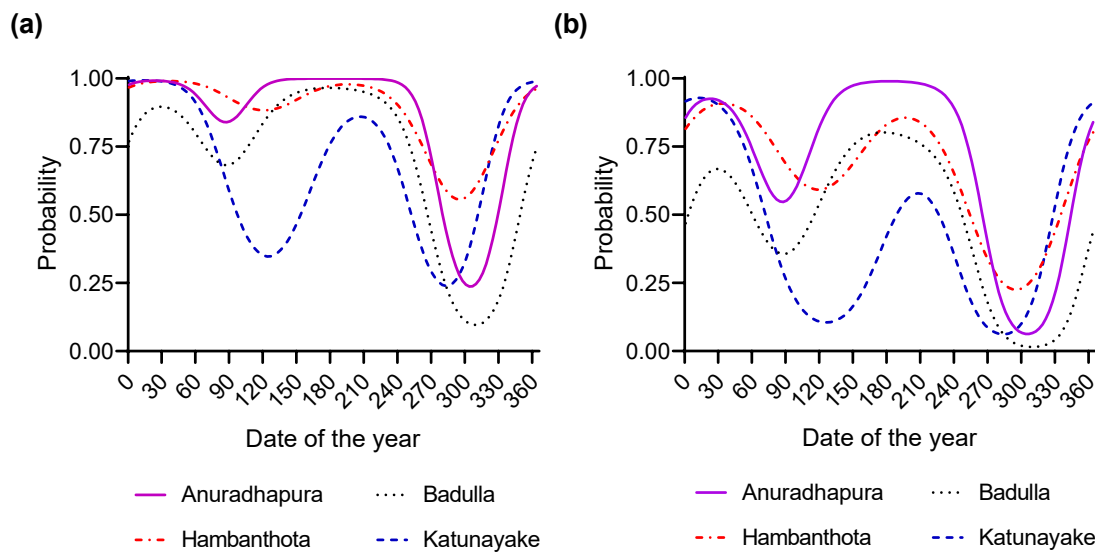 (a)
1.00
0.75
0.50
0.25
0.00
Probability
0 30 60 90 120 150 180 210 240 270 300 330 360
Date of the year
Anuradhapura Badulla
Hambanthota Katunayake
(b)
1.00
0.75
0.50
0.25
0.00
Probability
0 30 60 90 120 150 180 210 240 270 300 330 360
Date of the year
Anuradhapura Badulla
Hambanthota Katunayake